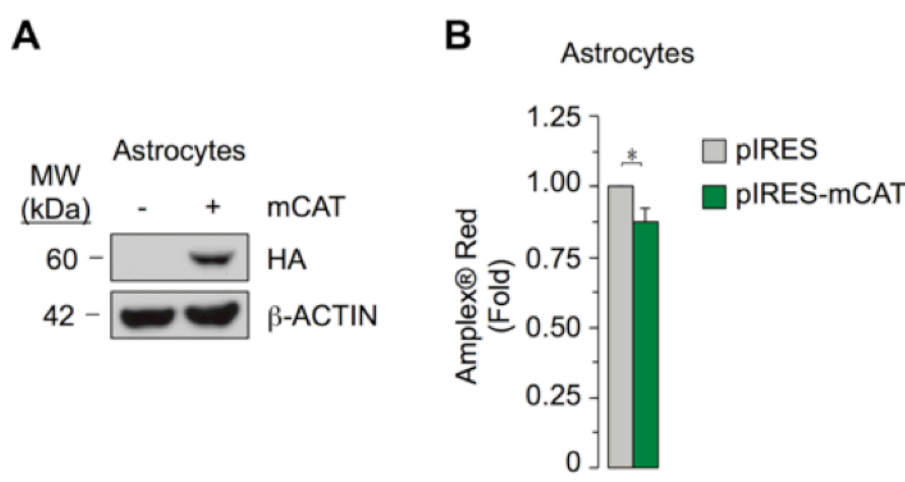 A
Astrocytes
MW
(kDa)
- + mCAT
60 – HA
42 – β-ACTIN
B
Astrocytes
1.25
1.00
0.75
0.50
0.25
0
Amplex® Red
(Fold)
*
pIRES
pIRES-mCAT